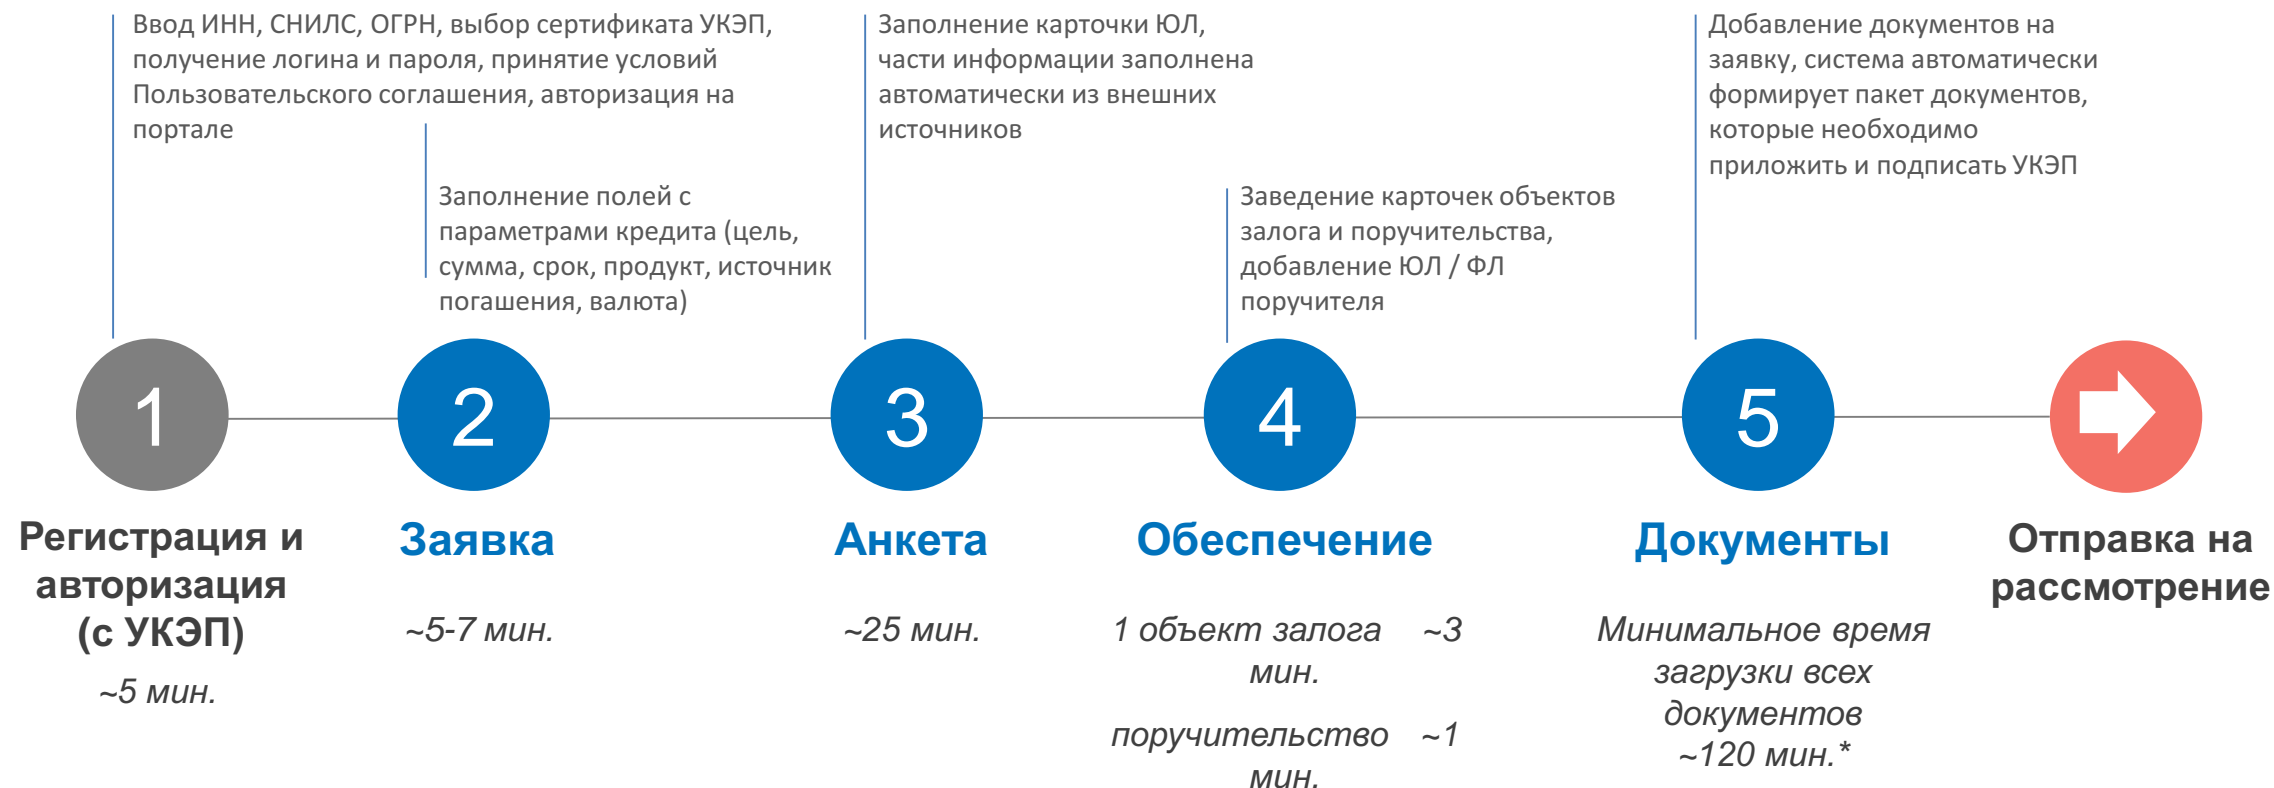 Ввод ИНН, СНИЛС, ОГРН, выбор сертификата УКЭП,
получение логина и пароля, принятие условий
Пользовательского соглашения, авторизация на
портале
Заполнение полей с
параметрами кредита (цель,
сумма, срок, продукт, источник
погашения, валюта)
Заполнение карточки ЮЛ,
части информации заполнена
автоматически из внешних
источников
Заведение карточек объектов
залога и поручительства,
добавление ЮЛ / ФЛ
поручителя
Добавление документов на
заявку, система автоматически
формирует пакет документов,
которые необходимо
приложить и подписать УКЭП
1
2
3
4
5
Регистрация и
авторизация
(с УКЭП)
~5 мин.
Заявка
~5-7 мин.
Анкета
~25 мин.
Обеспечение
1 объект залога ~3
мин.
поручительство ~1
мин.
Документы
Минимальное время
загрузки всех
документов
~120 мин.*
Отправка на
рассмотрение